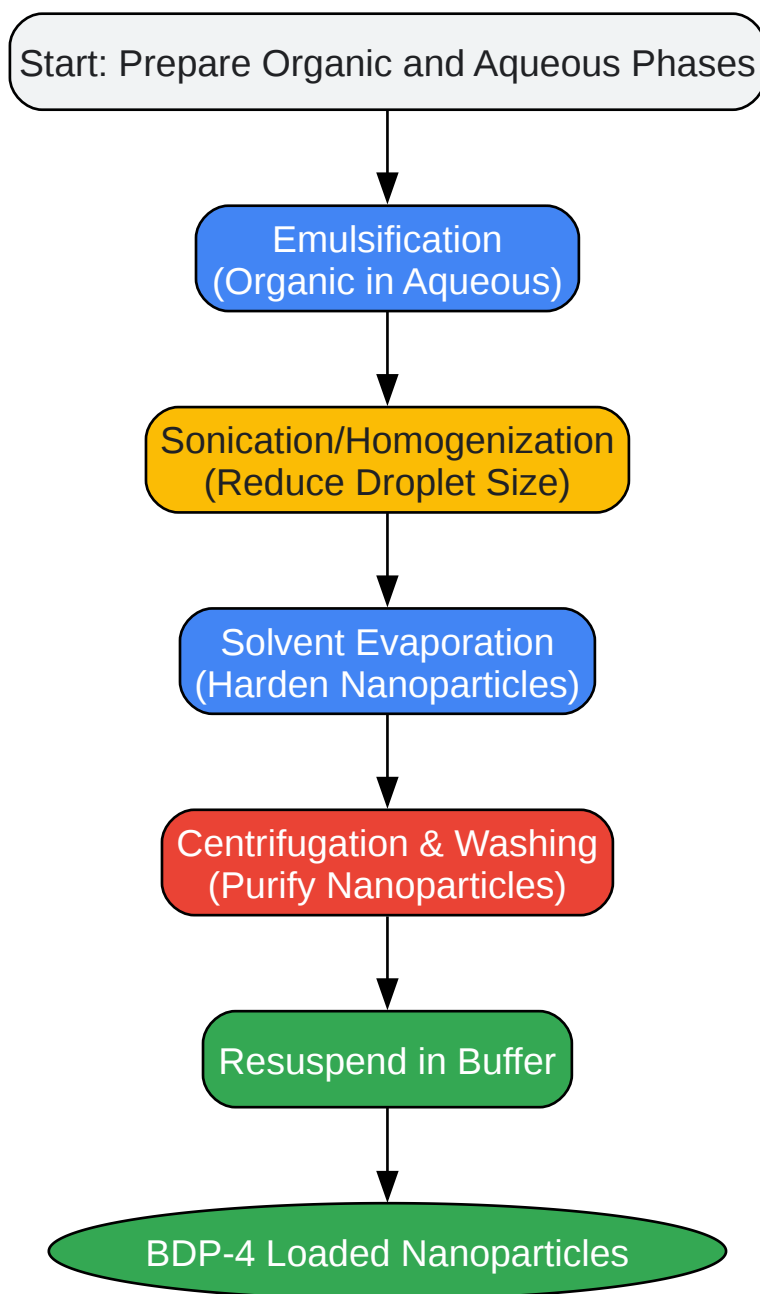 Start: Prepare Organic and Aqueous Phases
Emulsification
(Organic in Aqueous)
Sonication/Homogenization
(Reduce Droplet Size)
Solvent Evaporation
(Harden Nanoparticles)
Centrifugation & Washing
(Purify Nanoparticles)
Resuspend in Buffer
BDP-4 Loaded Nanoparticles